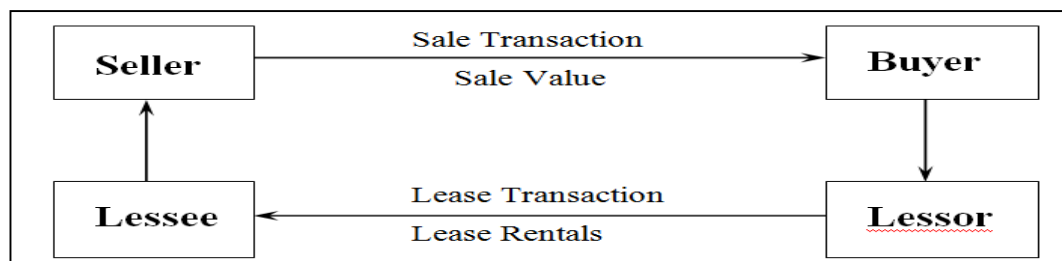 Seller
Sale Transaction
Sale Value
Buyer
Lessee
Lease Transaction
Lease Rentals
Lessor